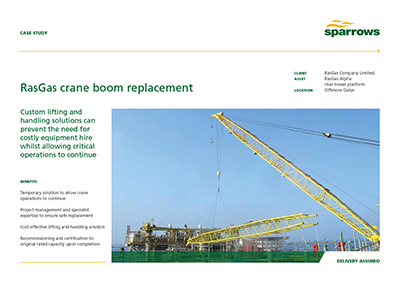 CASE STUDY
sparrows
RasGas crane boom replacement
CLIENT RasGas Company Limited
ASSET RasGas Alpha
riser tower platform
LOCATION Offshore Qatar
Custom lifting and
handling solutions can
prevent the need for
costly equipment hire
whilst allowing critical
operations to continue
BENEFITS
Temporary solution to allow crane
operations to continue
Project management and specialist
expertise to ensure safe replacement
Cost effective lifting and handling solution
Recommissioning and certification to
original rated capacity upon completion
DELIVERY ASSURED